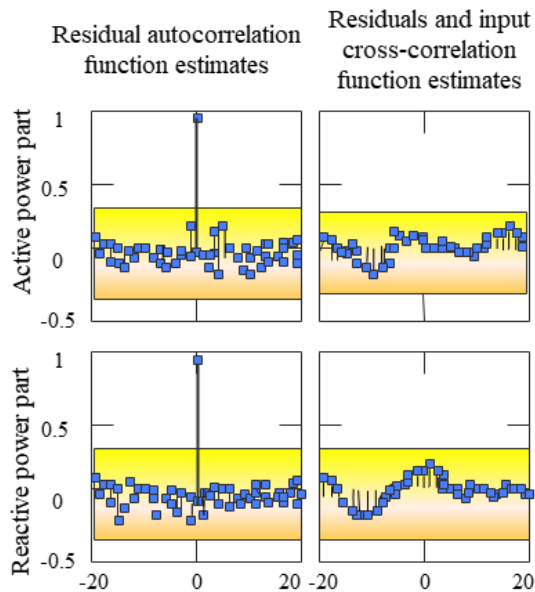 Residual autocorrelation
function estimates
Residuals and input
cross-correlation
function estimates
Active power part
1
0.5
0
-0.5
Reactive power part
1
0.5
0
-0.5
-20
0
20
-20
0
20